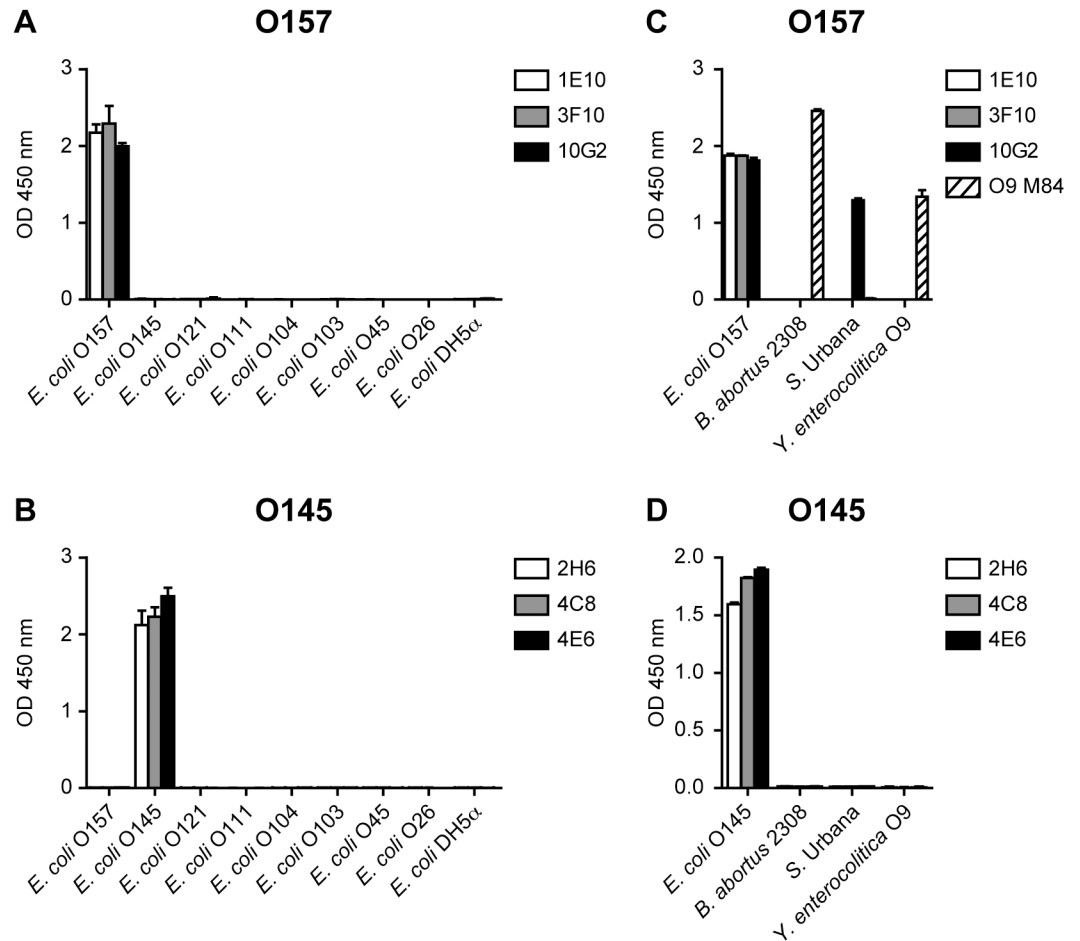 A
O157
3
2
1
0
OD 450 nm
1E10
3F10
10G2
E. coli O157
E. coli O145
E. coli O121
E. coli O111
E. coli O104
E. coli O103
E. coli O45
E. coli O26
E. coli DH5α
C
O157
3
2
1
0
OD 450 nm
1E10
3F10
10G2
O9 M84
E. coli O157
B. abortus 2308
S. Urbana
Y. enterocolitica O9
B
O145
3
2
1
0
OD 450 nm
2H6
4C8
4E6
E. coli O157
E. coli O145
E. coli O121
E. coli O111
E. coli O104
E. coli O103
E. coli O45
E. coli O26
E. coli DH5α
D
O145
2.0
1.5
1.0
0.5
0.0
OD 450 nm
2H6
4C8
4E6
E. coli O145
B. abortus 2308
S. Urbana
Y. enterocolitica O9